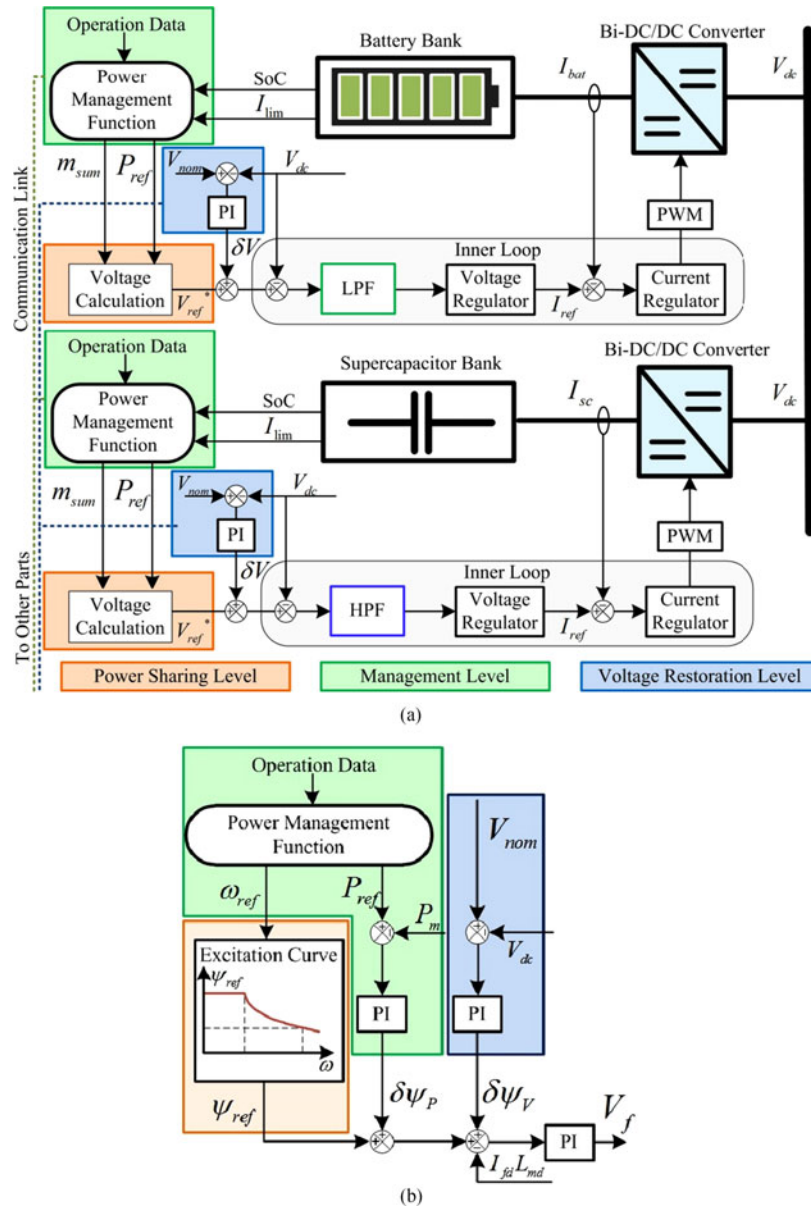 Operation Data
Power Management Function
SoC
I_lim
Battery Bank
I_bat
Bi-DC/DC Converter
V_dc
m_sum
P_ref
V_nom
V_dc
PI
δV
PWM
Communication Link
Inner Loop
Voltage Calculation
V_ref*
LPF
Voltage Regulator
I_ref
Current Regulator
Operation Data
Power Management Function
SoC
I_lim
Supercapacitor Bank
I_sc
Bi-DC/DC Converter
V_dc
m_sum
P_ref
V_nom
V_dc
PI
δV
PWM
To Other Parts
Inner Loop
Voltage Calculation
V_ref*
HPF
Voltage Regulator
I_ref
Current Regulator
Power Sharing Level
Management Level
Voltage Restoration Level
(a)
Operation Data
Power Management Function
ω_ref
P_ref
P_m
V_nom
V_dc
Excitation Curve
ψ_ref
ω
PI
PI
ψ_ref
δψ_P
δψ_V
I_fd L_md
PI
V_f
(b)